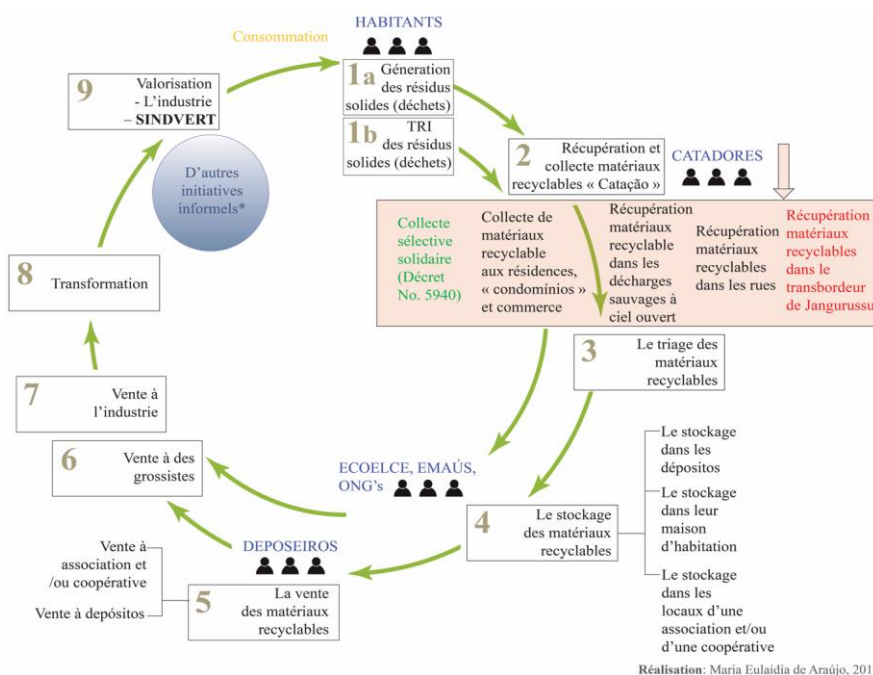 Consommation
HABITANTS
1a Géneration
des résidus
solides (déchets)
1b TRI
des résidus
solides (déchets)
2 Récupération et
collecte matériaux
recyclables « Catação »
CATADORES
Collecte
sélective
solidaire
(Décret
No. 5940)
Collecte de
matériaux
recyclable
aux résidences,
« condomínios »
et commerce
Récupération
matériaux
recyclable
dans les
décharges
sauvages à
ciel ouvert
Récupération
matériaux
recyclables
dans les rues
Récupération
matériaux
recyclables
dans le
transbordeur
de Jangurussu
3 Le triage des
matériaux
recyclables
4 Le stockage
des matériaux
recyclables
Le stockage
dans les
dépositos
Le stockage
dans leur
maison
d’habitation
Le stockage
dans les
locaux d’une
association et/ou
d’une coopérative
ECOELCE, EMAÚS,
ONG’s
DEPOSEIROS
5 La vente
des matériaux
recyclables
Vente à
association et
/ou coopérative
Vente à depósitos
6 Vente à des
grossistes
7 Vente à
l’industrie
8 Transformation
9 Valorisation
- L’industrie
– SINDVERT
D’autres
initiatives
informels*
Réalisation: Maria Eulaidia de Araújo, 201